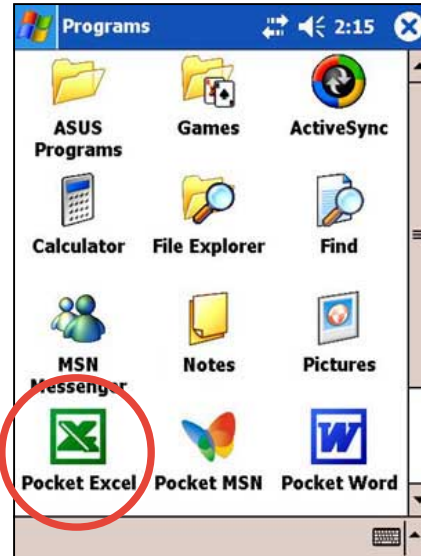 Programs 2:15
ASUS Programs Games ActiveSync
Calculator File Explorer Find
MSN Messenger Notes Pictures
Pocket Excel Pocket MSN Pocket Word